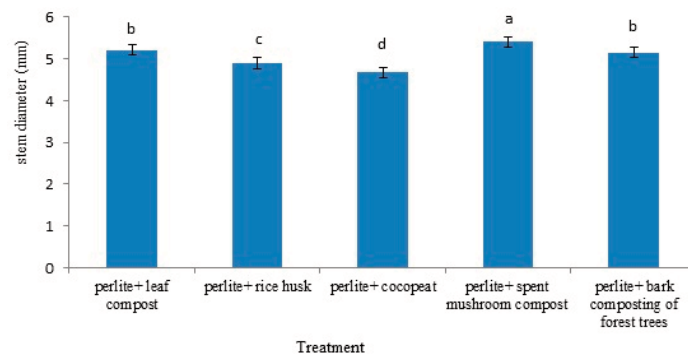 6
5
4
3
2
1
0
stem diameter (mm)
b
c
d
a
b
perlite+ leaf
compost
perlite+ rice husk
perlite+ cocopeat
perlite+ spent
mushroom compost
perlite+ bark
composting of
forest trees
Treatment